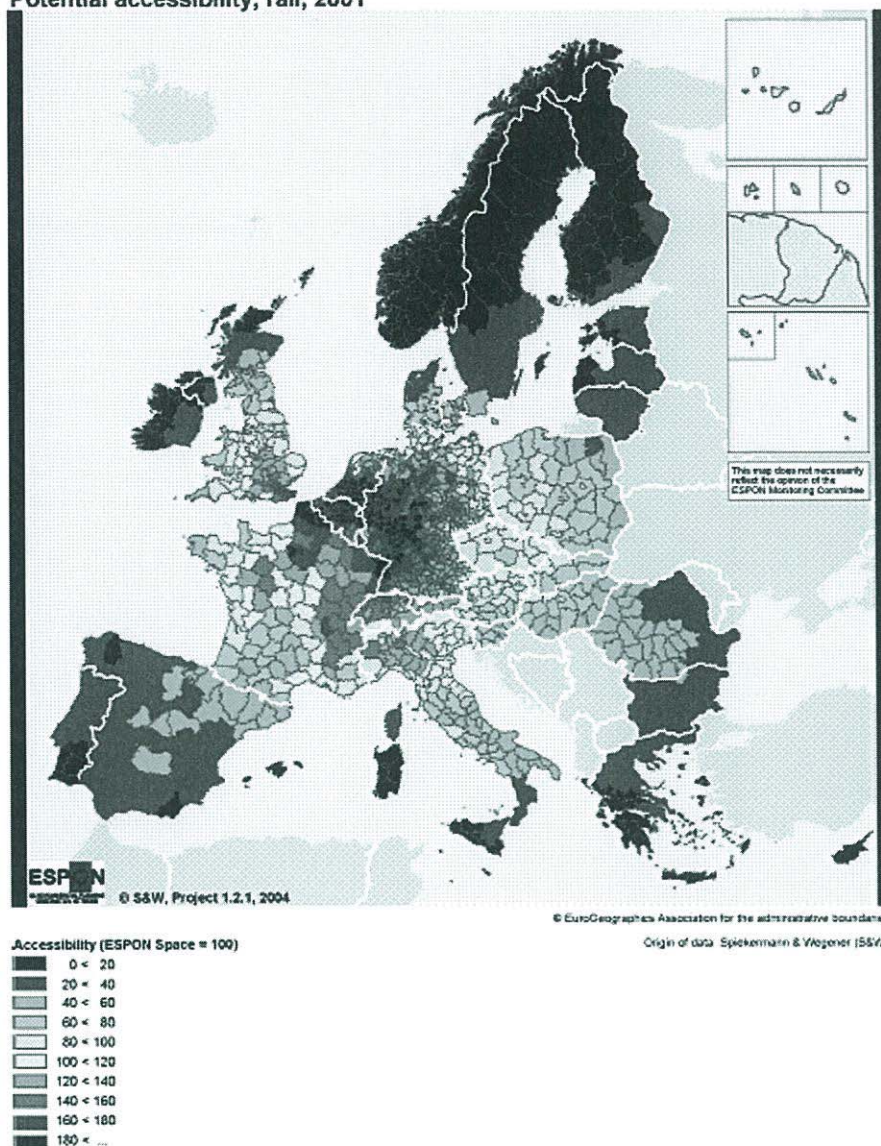 Potential accessibility, rail, 2001
This map does not necessarily
reflect the opinion of the
ESPON Monitoring Committee
ESPON
© S&W, Project 1.2.1, 2004
© EuroGeographics Association for the administrative boundarie
Origin of data: Spiekermann & Wegener (S&W
Accessibility (ESPON Space = 100)
0 < 20
20 < 40
40 < 60
60 < 80
80 < 100
100 < 120
120 < 140
140 < 160
160 < 180
180 < ...